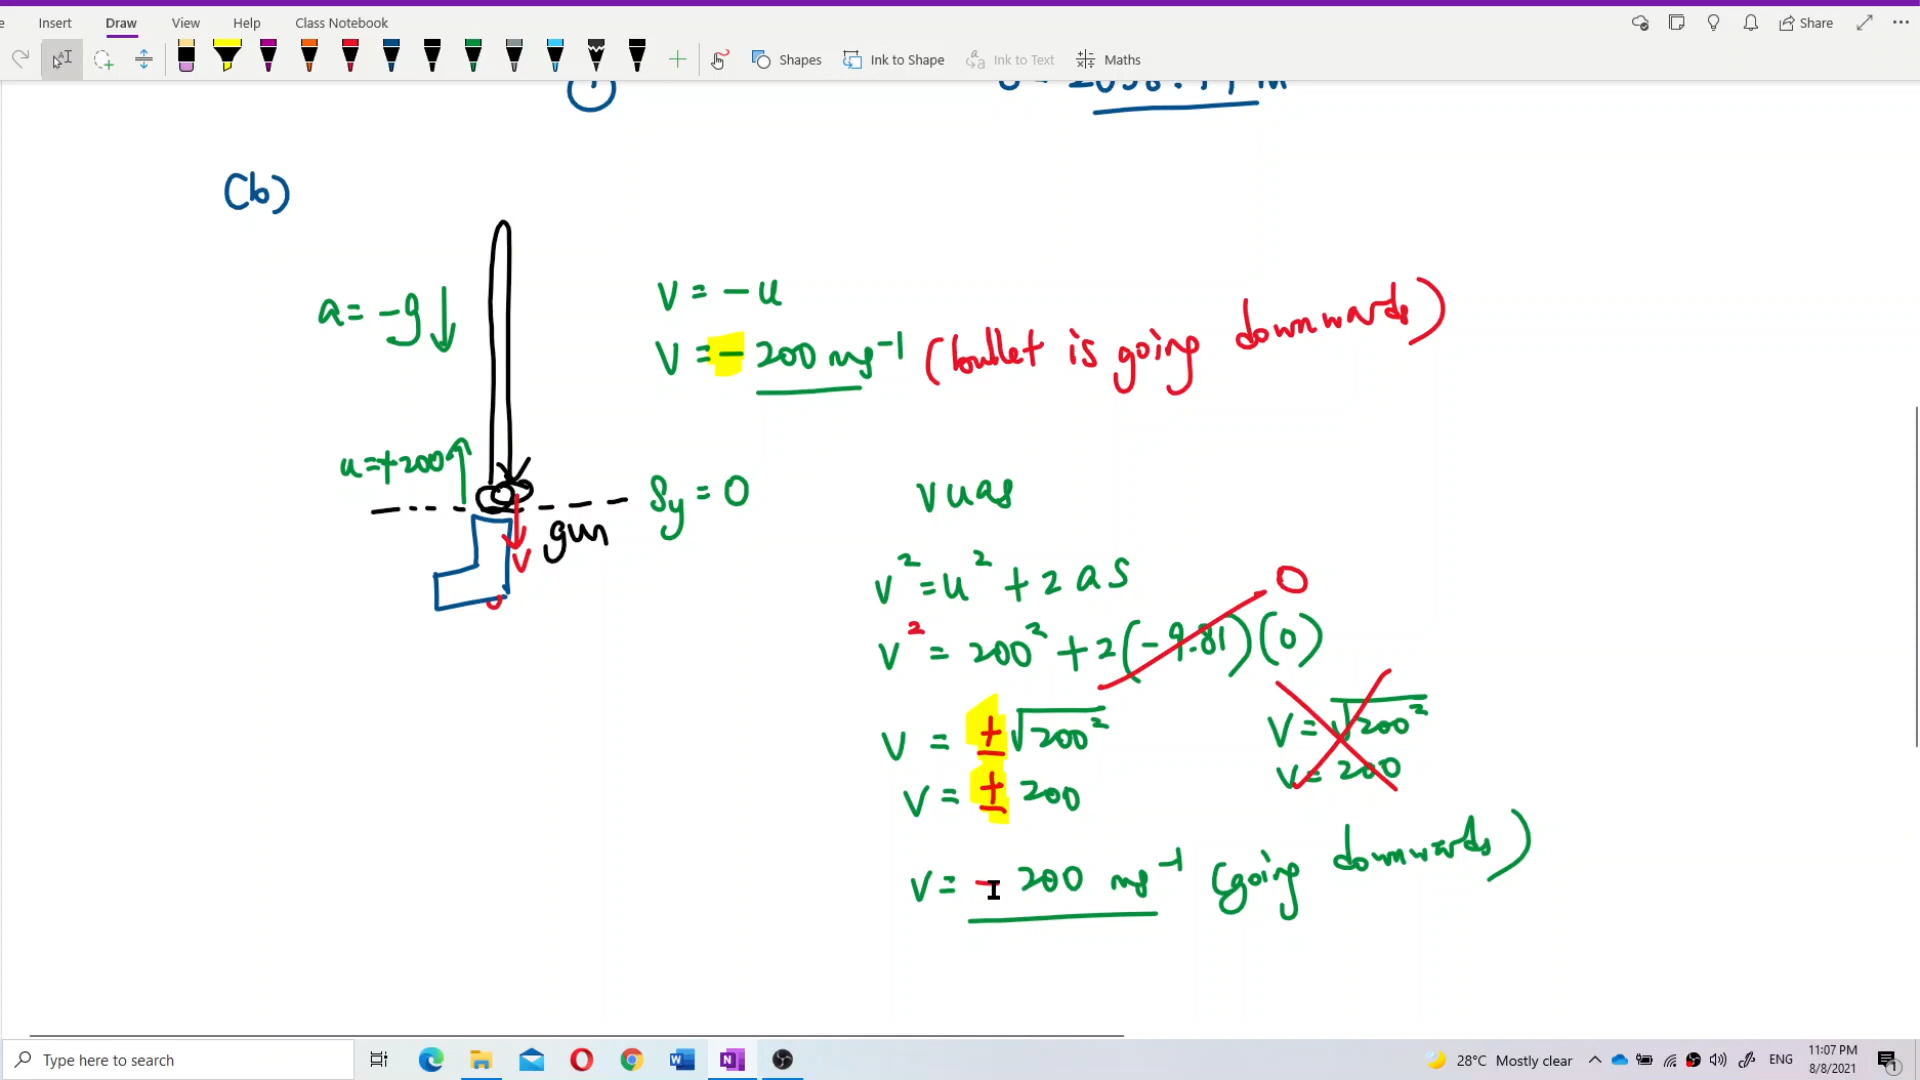 Insert Draw View Help Class Notebook Share
Shapes Ink to Shape Ink to Text Maths
(b)
a = -g ↓
v = -u
v = - 200 ms⁻¹ (bullet is going downwards)
u=+200
gun
v
Sy = 0
vuas
v² = u² + 2as
v² = 200² + 2(-9.81)(0)
0
v = ±√200²
v = √200²
v = ± 200
v = 200
v = - 200 ms⁻¹ (going downwards)
Type here to search
28°C Mostly clear
ENG
11:07 PM
8/8/2021
1